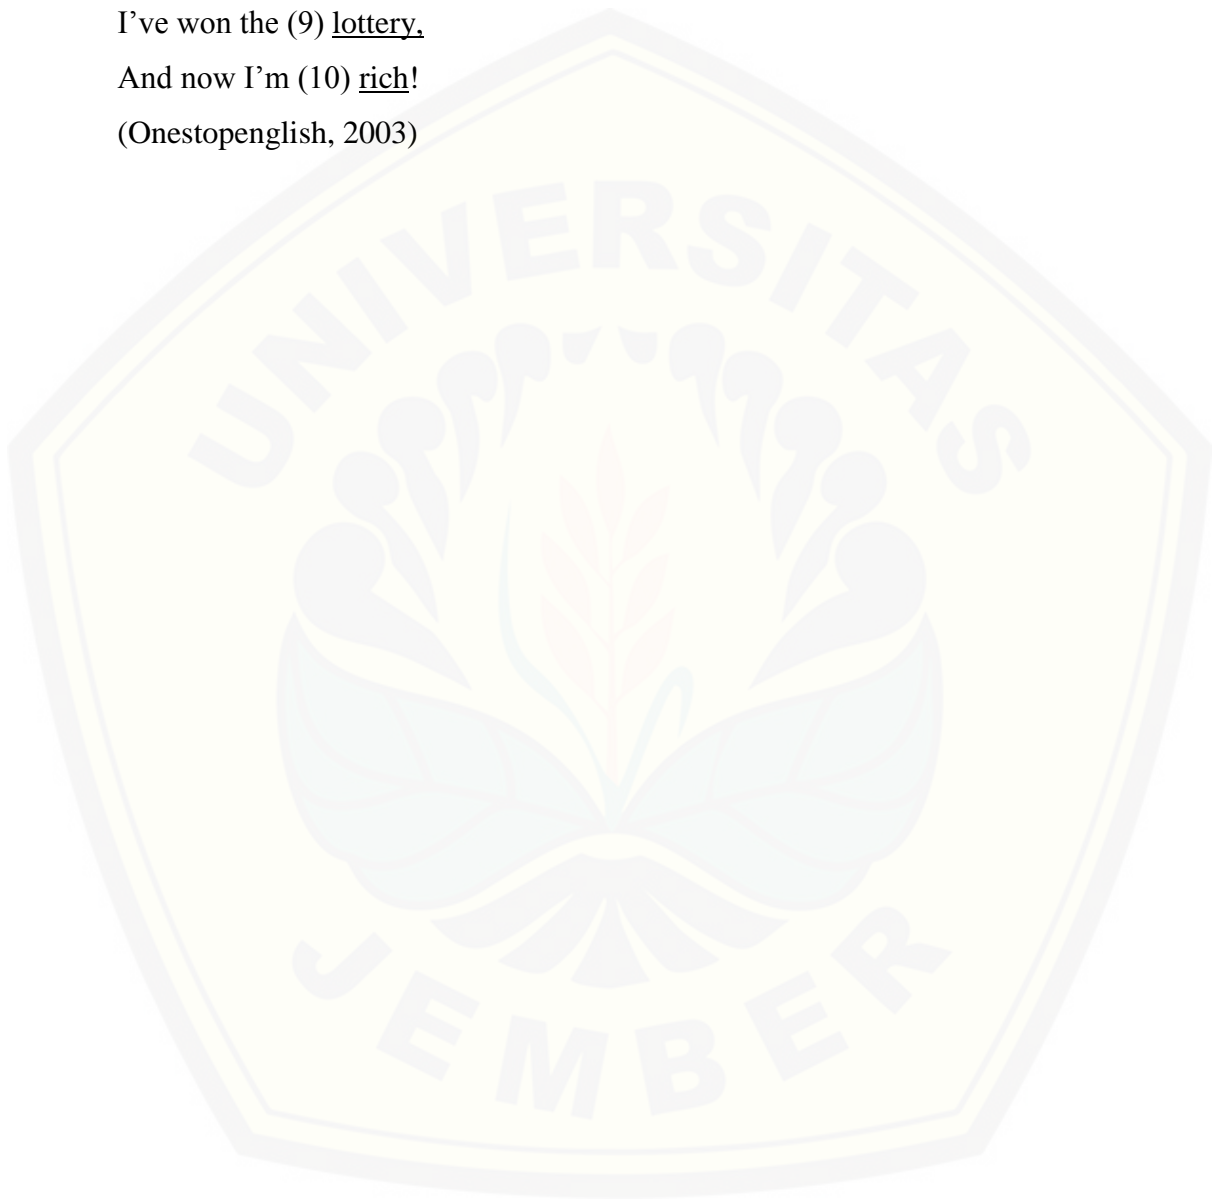 I’ve won the (9) lottery,
And now I’m (10) rich!
(Onestopenglish, 2003)
UNIVERSITAS
JEMBER